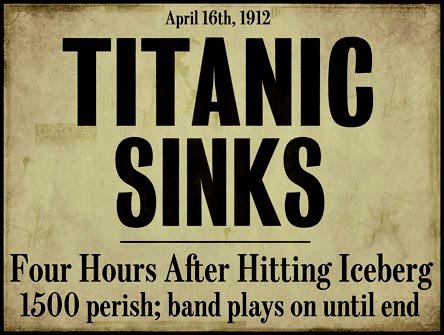 April 16th, 1912
TITANIC
SINKS
Four Hours After Hitting Iceberg
1500 perish; band plays on until end